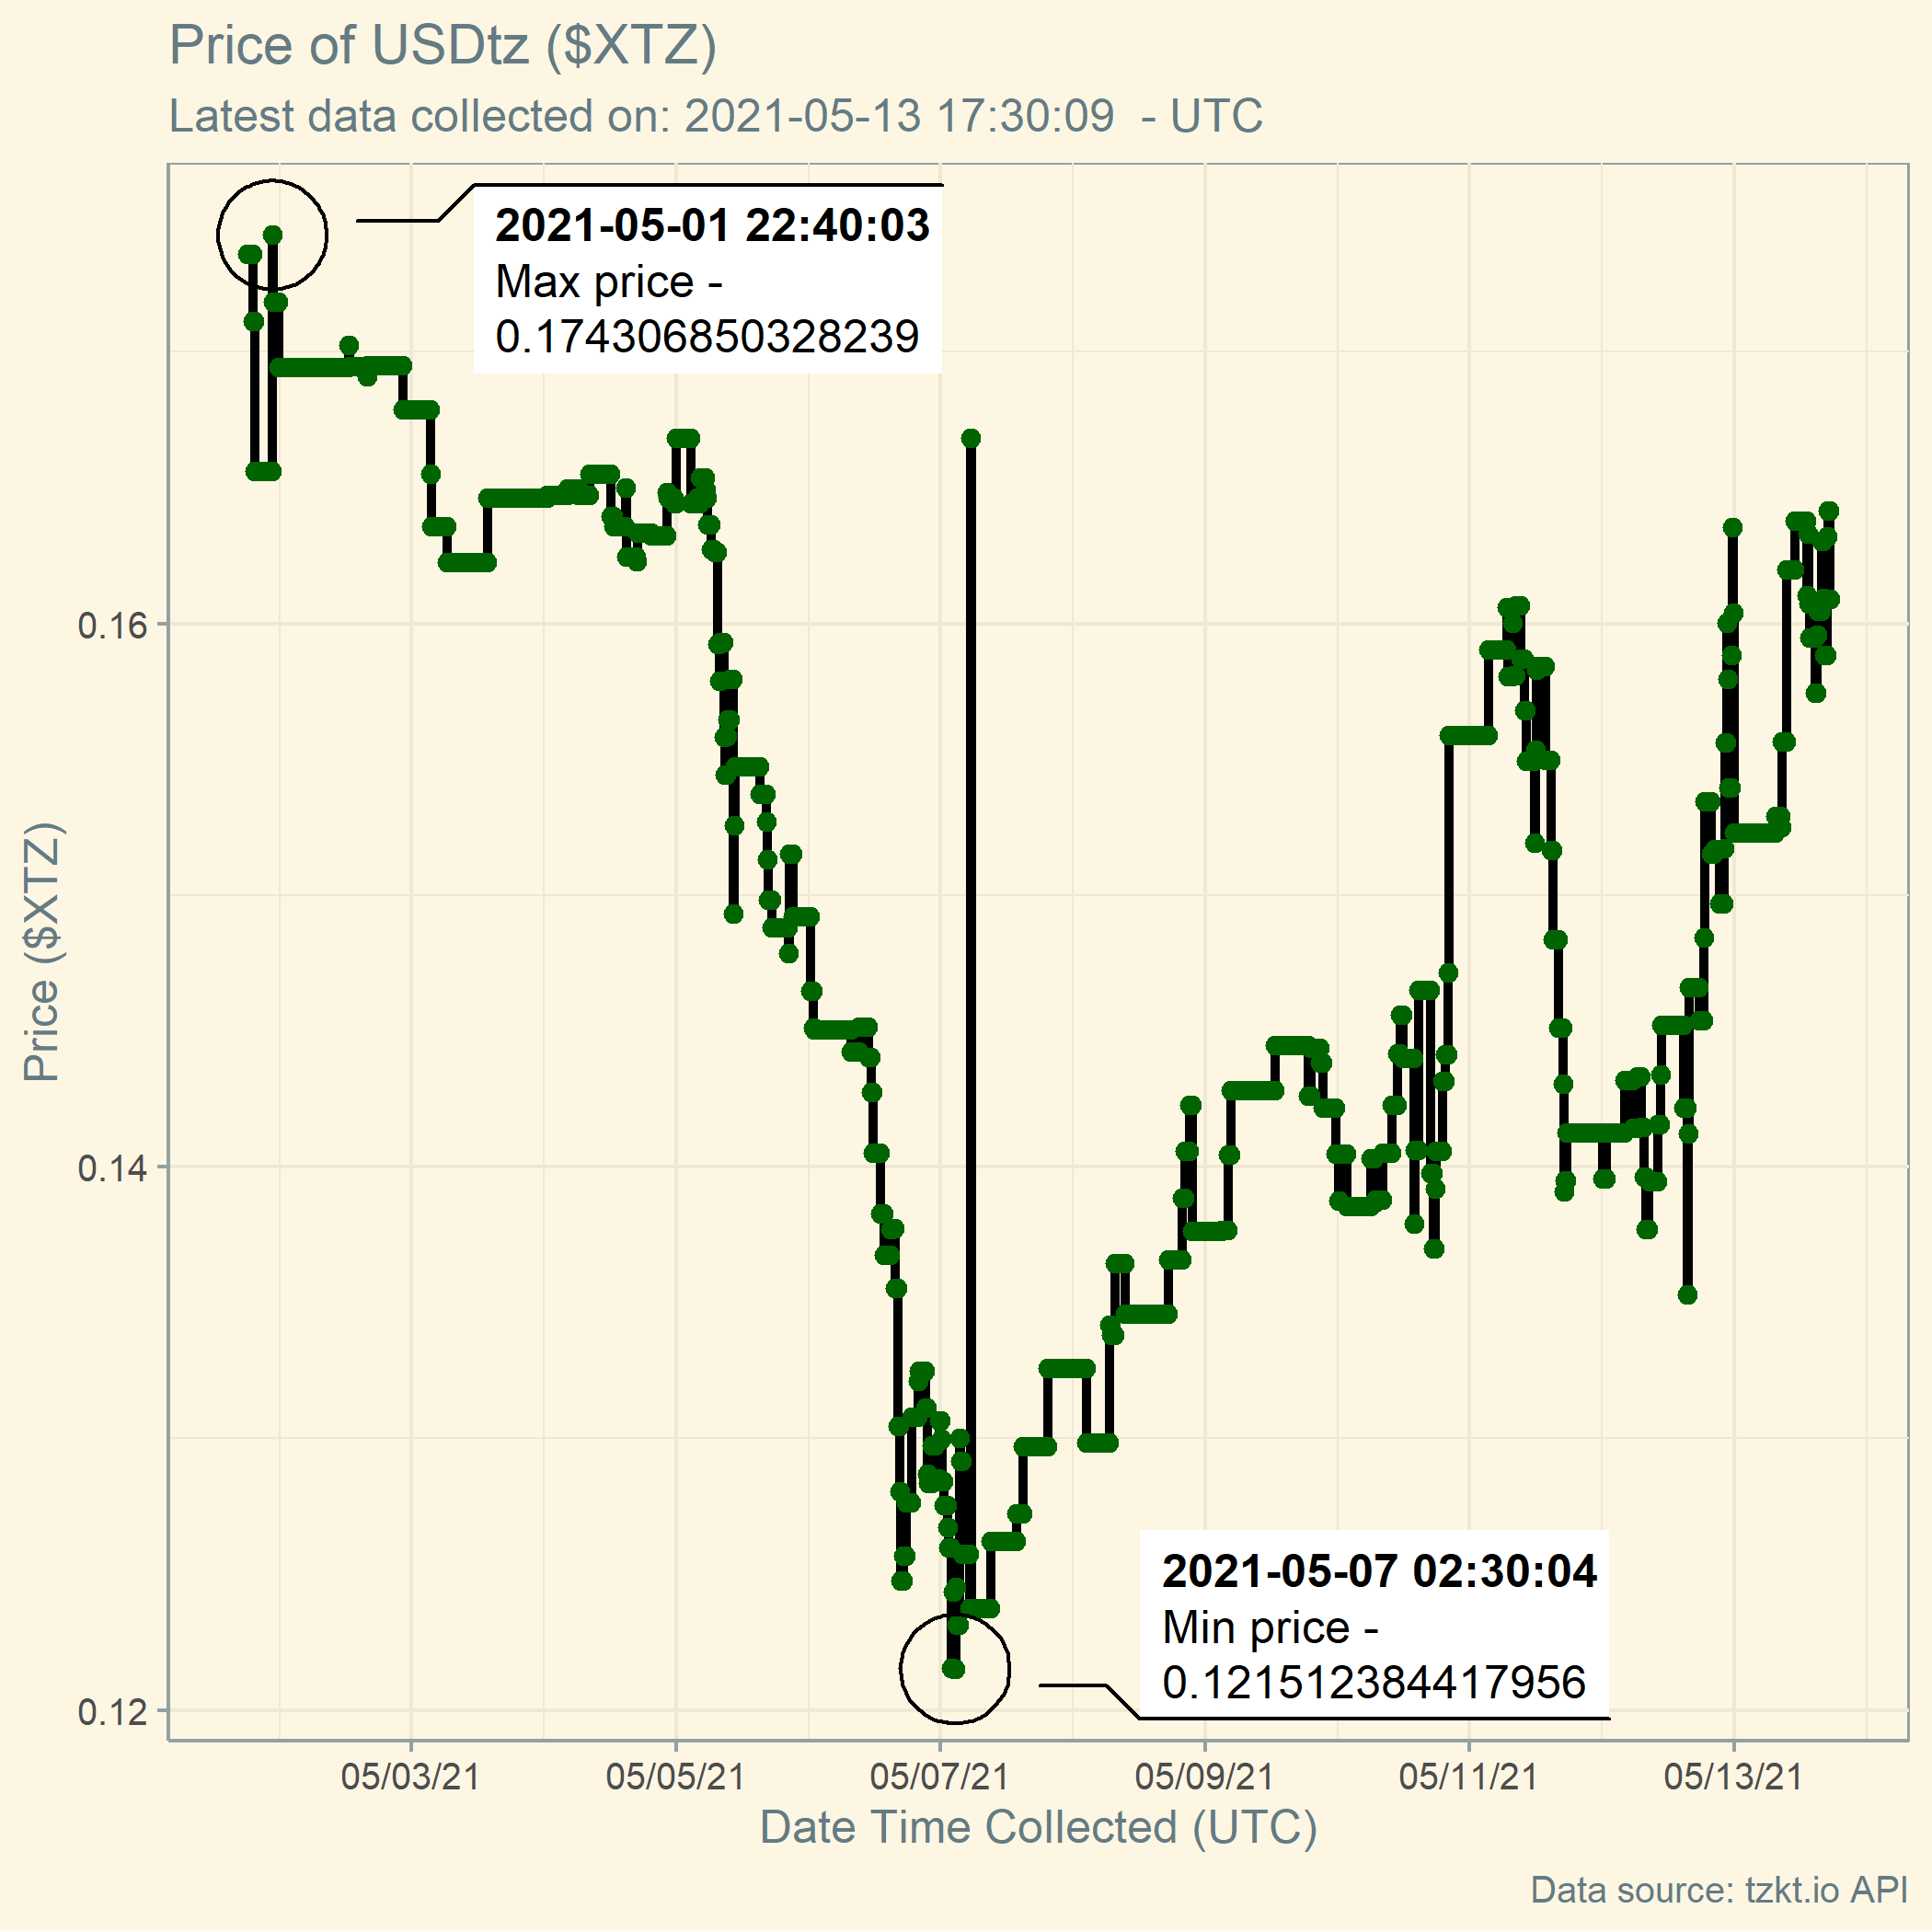 Price of USDtz ($XTZ)
Latest data collected on: 2021-05-13 17:30:09  - UTC
2021-05-01 22:40:03
Max price -
0.174306850328239
Price ($XTZ)
0.16
0.14
0.12
2021-05-07 02:30:04
Min price -
0.121512384417956
05/03/21 05/05/21 05/07/21 05/09/21 05/11/21 05/13/21
Date Time Collected (UTC)
Data source: tzkt.io API